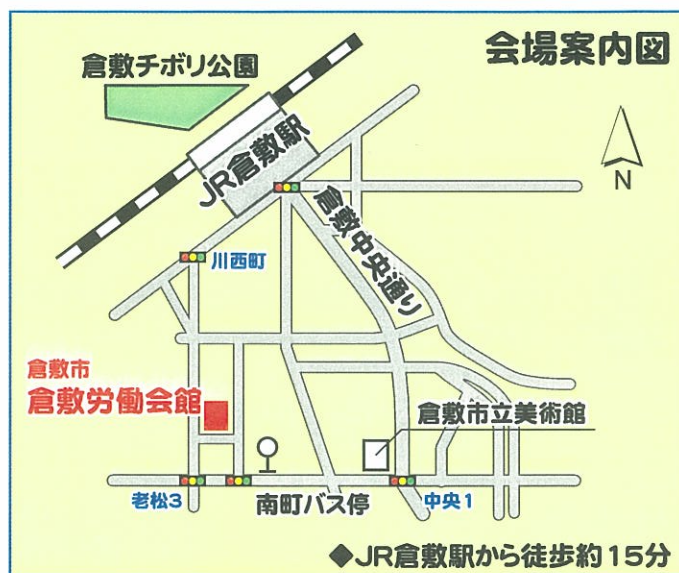 会場案内図
倉敷チボリ公園
JR倉敷駅
N
倉敷中央通り
川西町
倉敷市
倉敷労働会館
倉敷市立美術館
老松3
南町バス停
中央1
◆JR倉敷駅から徒歩約15分